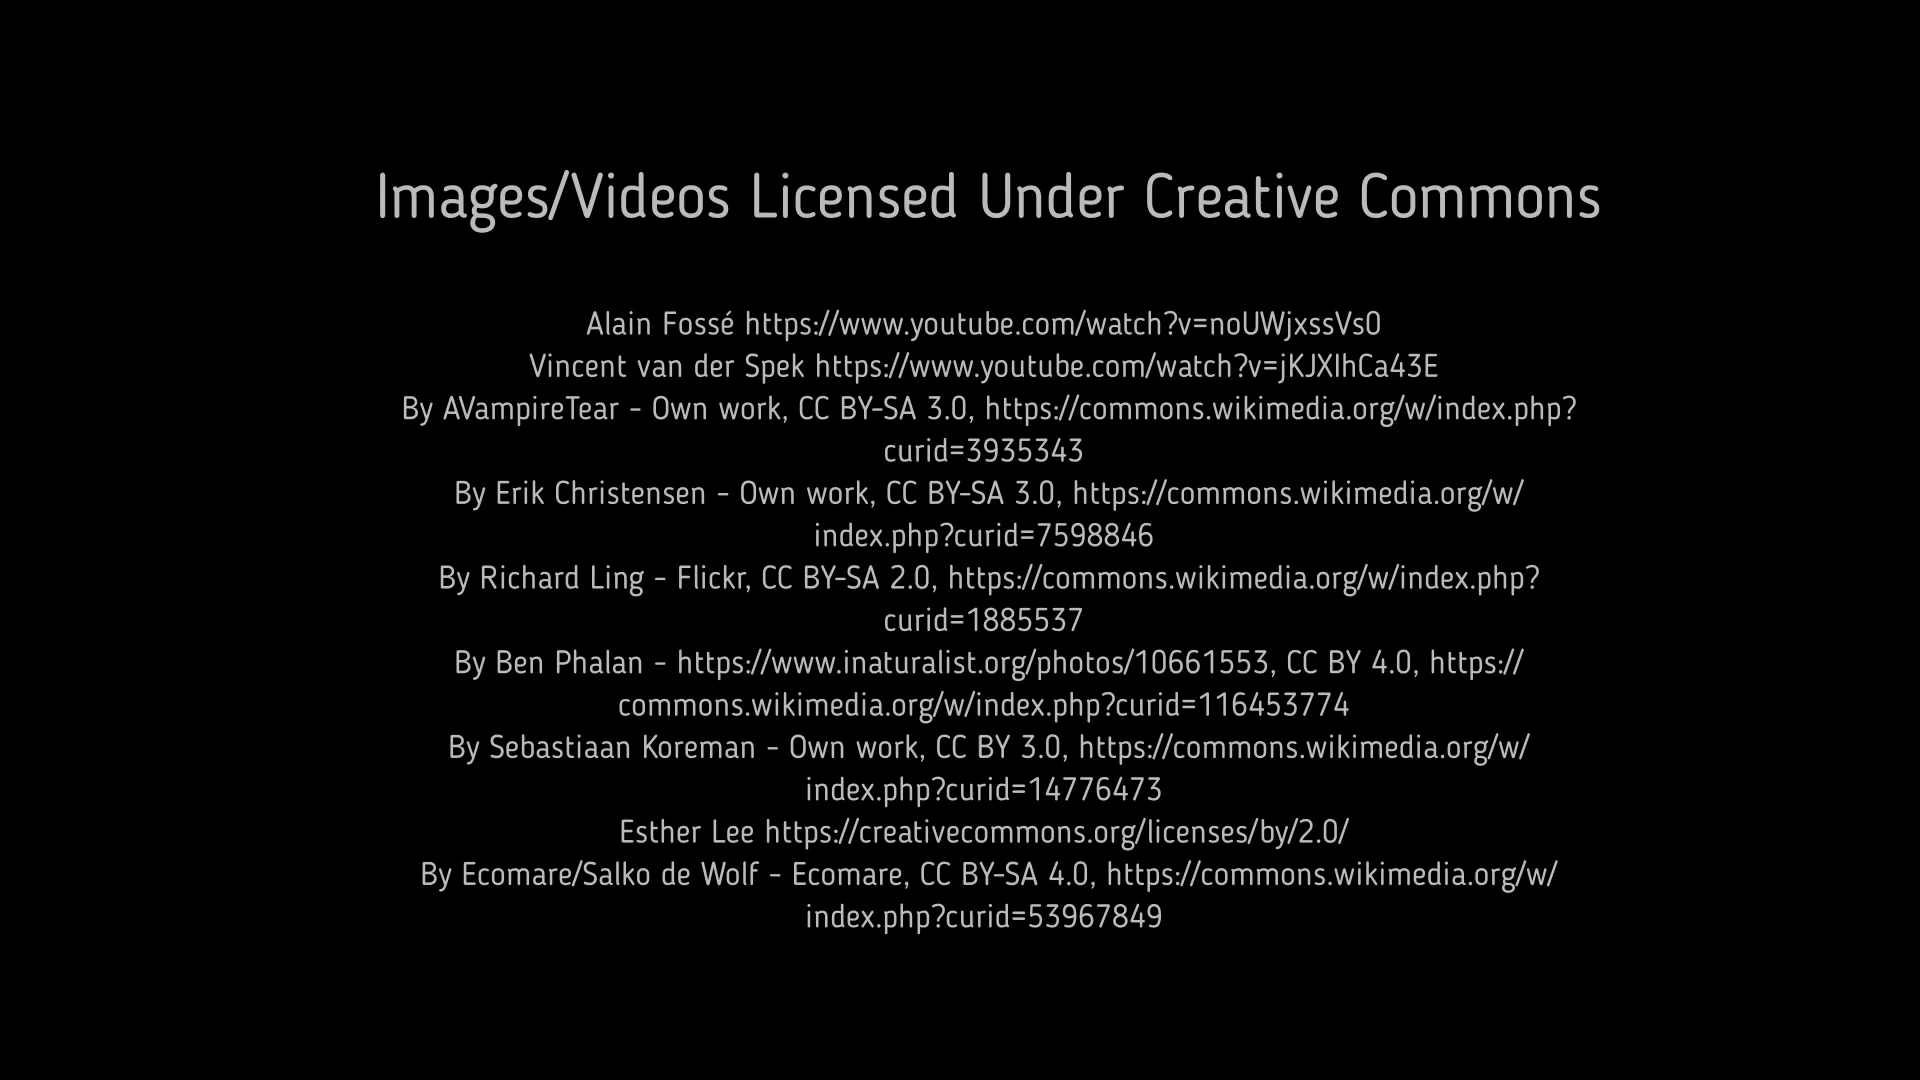 Images/Videos Licensed Under Creative Commons
Alain Fossé https://www.youtube.com/watch?v=noUWjxssVs0
Vincent van der Spek https://www.youtube.com/watch?v=jKJXIhCa43E
By AVampireTear - Own work, CC BY-SA 3.0, https://commons.wikimedia.org/w/index.php?
curid=3935343
By Erik Christensen - Own work, CC BY-SA 3.0, https://commons.wikimedia.org/w/
index.php?curid=7598846
By Richard Ling - Flickr, CC BY-SA 2.0, https://commons.wikimedia.org/w/index.php?
curid=1885537
By Ben Phalan - https://www.inaturalist.org/photos/10661553, CC BY 4.0, https://
commons.wikimedia.org/w/index.php?curid=116453774
By Sebastiaan Koreman - Own work, CC BY 3.0, https://commons.wikimedia.org/w/
index.php?curid=14776473
Esther Lee https://creativecommons.org/licenses/by/2.0/
By Ecomare/Salko de Wolf - Ecomare, CC BY-SA 4.0, https://commons.wikimedia.org/w/
index.php?curid=53967849